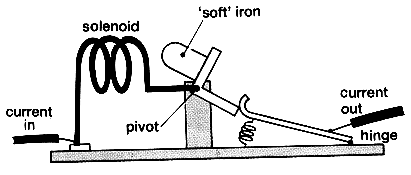 'soft' iron
solenoid
current
in
pivot
current
out
hinge